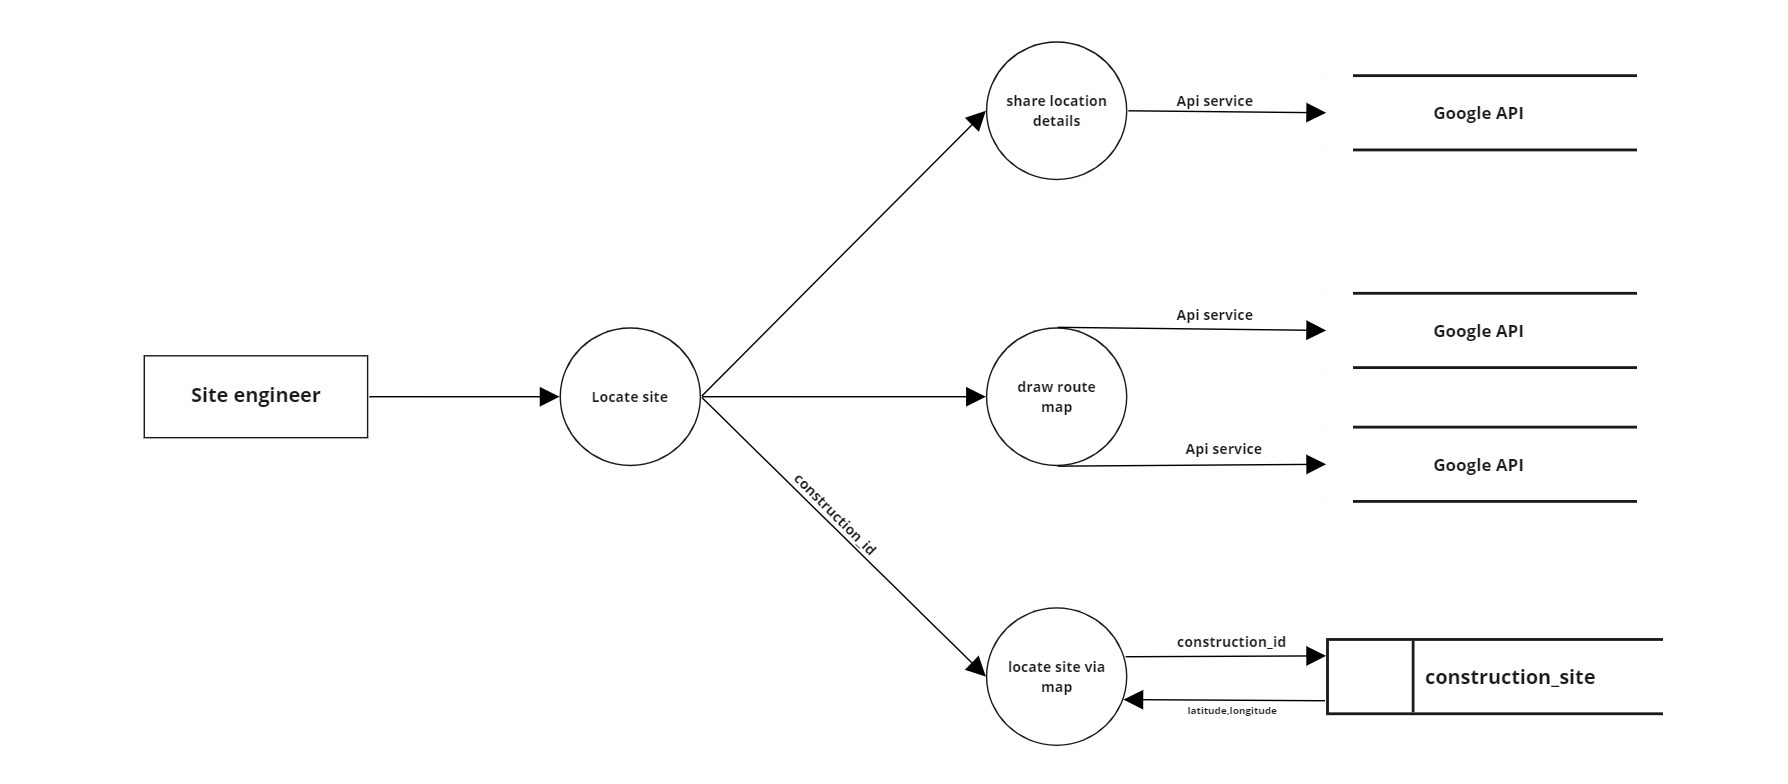 share location
details
Api service
Google API
Api service
Google API
Site engineer
Locate site
draw route
map
Api service
Google API
construction_id
locate site via
map
construction_id
construction_site
latitude,longitude